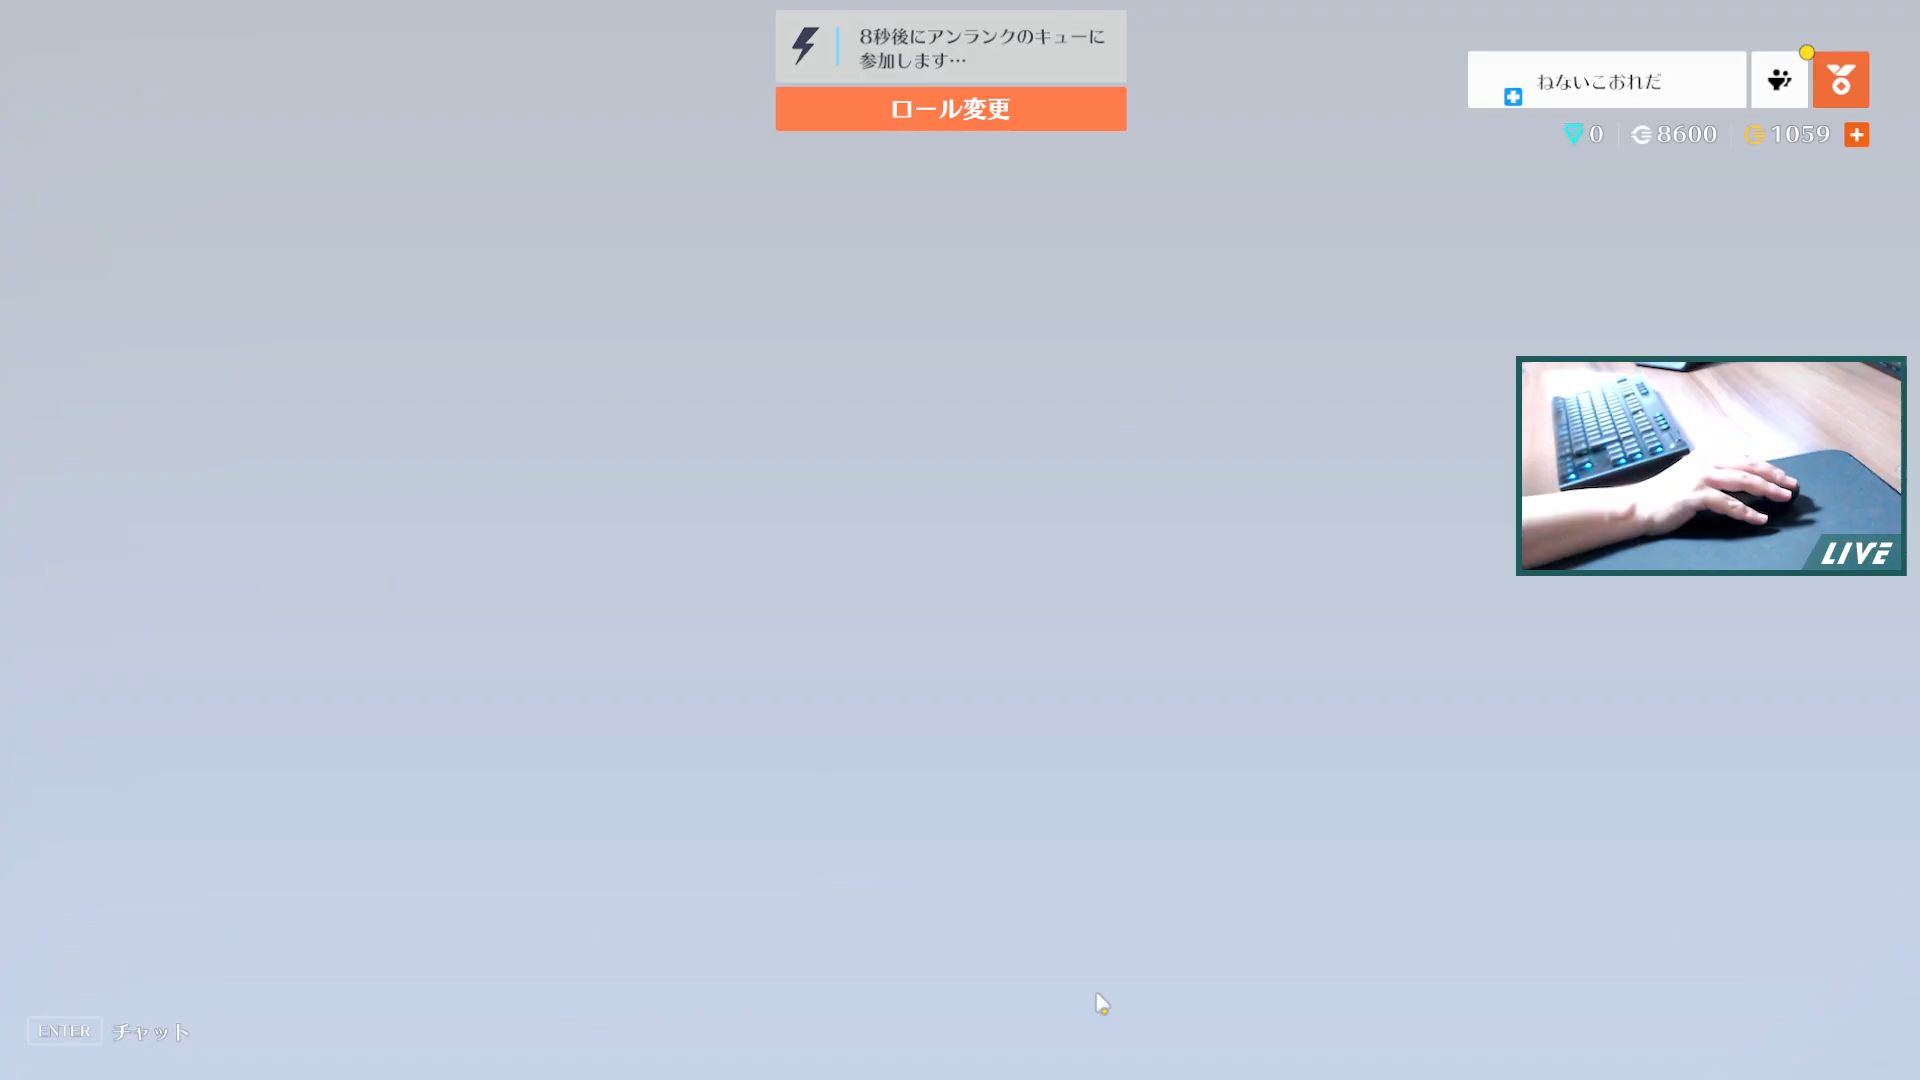 8秒後にアンランクのキューに
参加します…
ロール変更
ねないこおれだ
0 8600 1059
LIVE
ENTER チャット